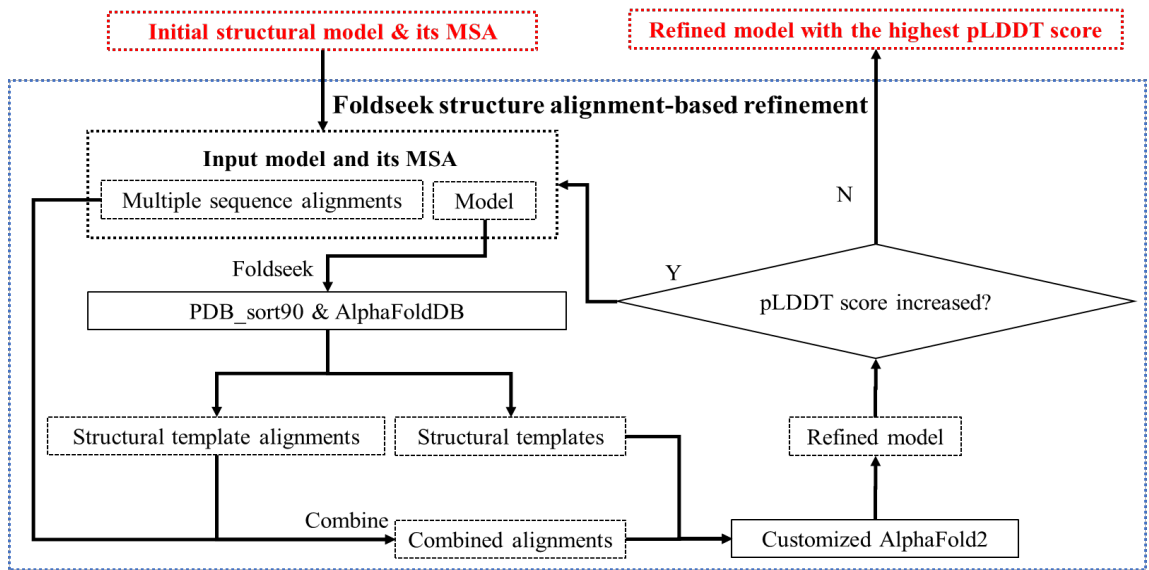 Initial structural model & its MSA
Refined model with the highest pLDDT score
Foldseek structure alignment-based refinement
Input model and its MSA
Multiple sequence alignments
Model
N
Foldseek
Y
PDB_sort90 & AlphaFoldDB
pLDDT score increased?
Structural template alignments
Structural templates
Refined model
Combine
Combined alignments
Customized AlphaFold2